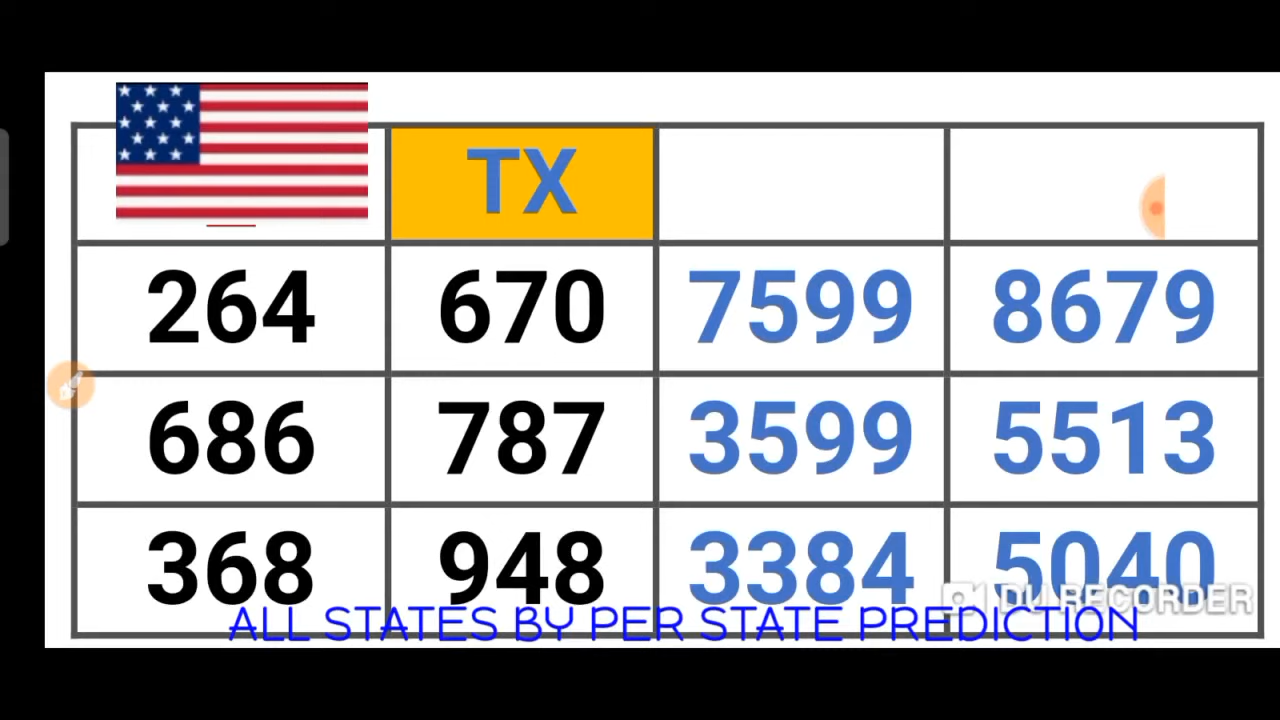 TX
264 670 7599 8679
686 787 3599 5513
368 948 3384 5040
DU RECORDER
ALL STATES BY PER STATE PREDICTION